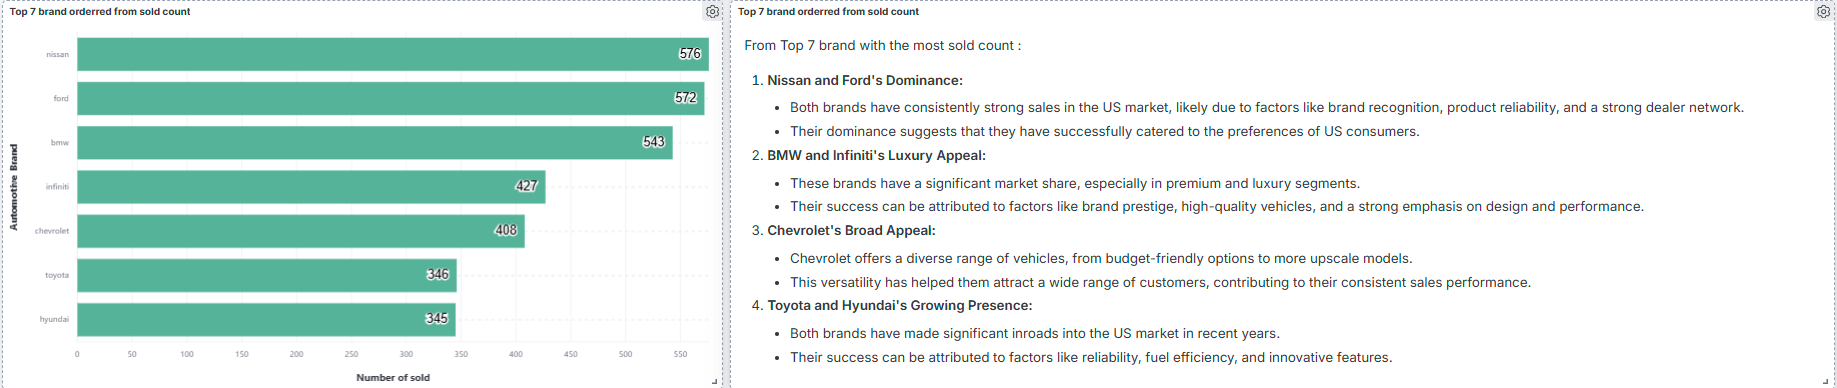 Top 7 brand orderred from sold count
Automotive Brand
nissan
576
ford
572
bmw
543
infiniti
427
chevrolet
408
toyota
346
hyundai
345
0 50 100 150 200 250 300 350 400 450 500 550
Number of sold
Top 7 brand orderred from sold count
From Top 7 brand with the most sold count :
1. Nissan and Ford's Dominance:
• Both brands have consistently strong sales in the US market, likely due to factors like brand recognition, product reliability, and a strong dealer network.
• Their dominance suggests that they have successfully catered to the preferences of US consumers.
2. BMW and Infiniti's Luxury Appeal:
• These brands have a significant market share, especially in premium and luxury segments.
• Their success can be attributed to factors like brand prestige, high-quality vehicles, and a strong emphasis on design and performance.
3. Chevrolet's Broad Appeal:
• Chevrolet offers a diverse range of vehicles, from budget-friendly options to more upscale models.
• This versatility has helped them attract a wide range of customers, contributing to their consistent sales performance.
4. Toyota and Hyundai's Growing Presence:
• Both brands have made significant inroads into the US market in recent years.
• Their success can be attributed to factors like reliability, fuel efficiency, and innovative features.